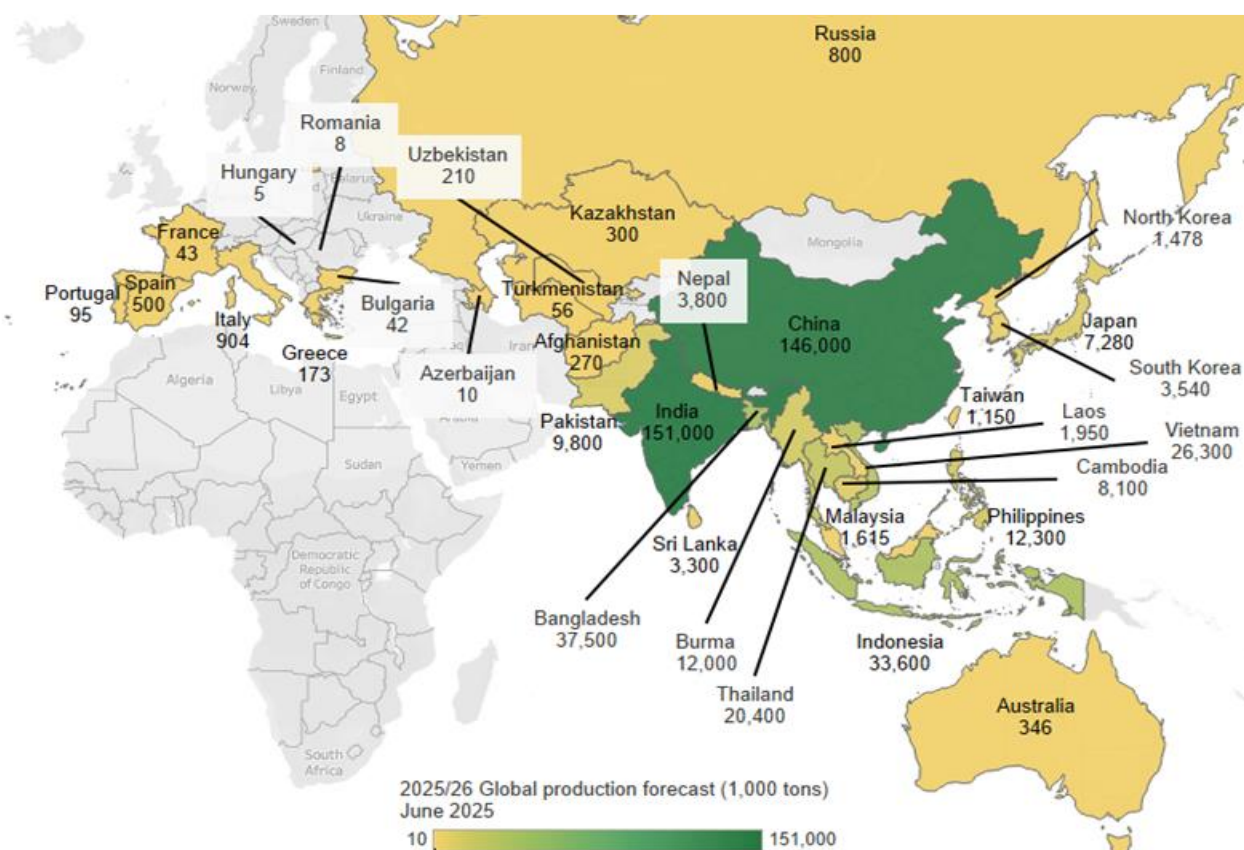 Sweden
Russia
800
Finland
Norway
Romania
8
Uzbekistan
210
Hungary
5
Belarus
Ukraine
Kazakhstan
300
North Korea
1,478
Mongolia
France
43
Nepal
3,800
Turkmenistan
56
Portugal
95
Spain
500
Bulgaria
42
China
146,000
Japan
7,280
Italy
904
Afghanistan
270
Iran
Greece
173
Azerbaijan
10
South Korea
3,540
Algeria
Libya
Egypt
Taiwan
1,150
Laos
1,950
Pakistan
9,800
India
151,000
Vietnam
26,300
Sudan
Yemen
Cambodia
8,100
Malaysia
1,615
Philippines
12,300
Sri Lanka
3,300
Democratic
Republic
of Congo
Bangladesh
37,500
Burma
12,000
Indonesia
33,600
Thailand
20,400
Australia
346
South
Africa
2025/26 Global production forecast (1,000 tons)
June 2025
10
151,000